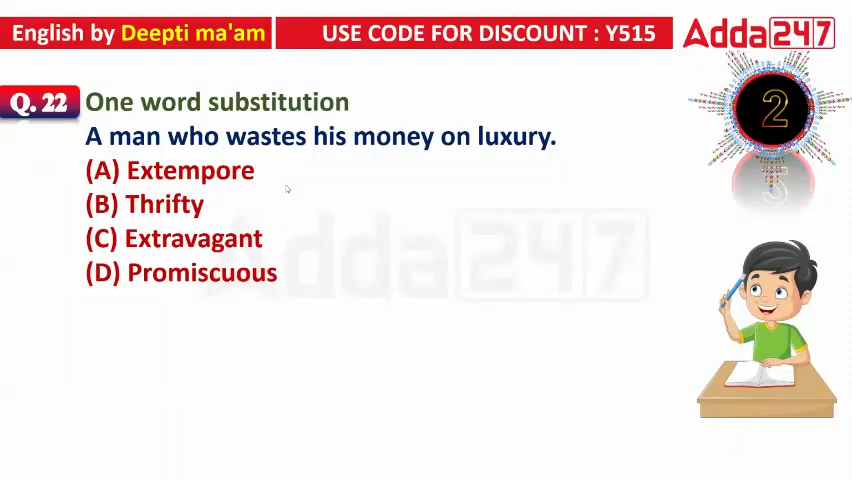 English by Deepti ma'am
USE CODE FOR DISCOUNT : Y515
Adda247
Q. 22 One word substitution
A man who wastes his money on luxury.
(A) Extempore
(B) Thrifty
(C) Extravagant
(D) Promiscuous
Adda247
2